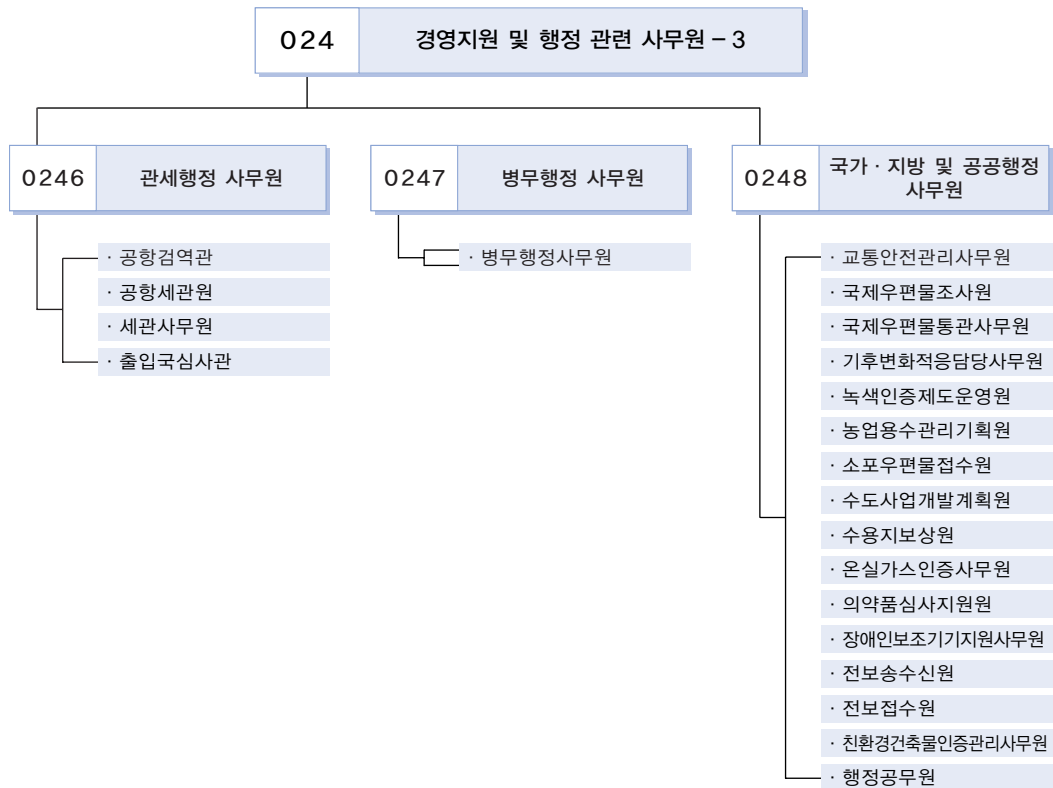 024 경영지원 및 행정 관련 사무원 – 3
0246 관세행정 사무원
· 공항검역관
· 공항세관원
· 세관사무원
· 출입국심사관
0247 병무행정 사무원
· 병무행정사무원
0248 국가 · 지방 및 공공행정
사무원
· 교통안전관리사무원
· 국제우편물조사원
· 국제우편물통관사무원
· 기후변화적응담당사무원
· 녹색인증제도운영원
· 농업용수관리기획원
· 소포우편물접수원
· 수도사업개발계획원
· 수용지보상원
· 온실가스인증사무원
· 의약품심사지원원
· 장애인보조기기지원사무원
· 전보송수신원
· 전보접수원
· 친환경건축물인증관리사무원
· 행정공무원